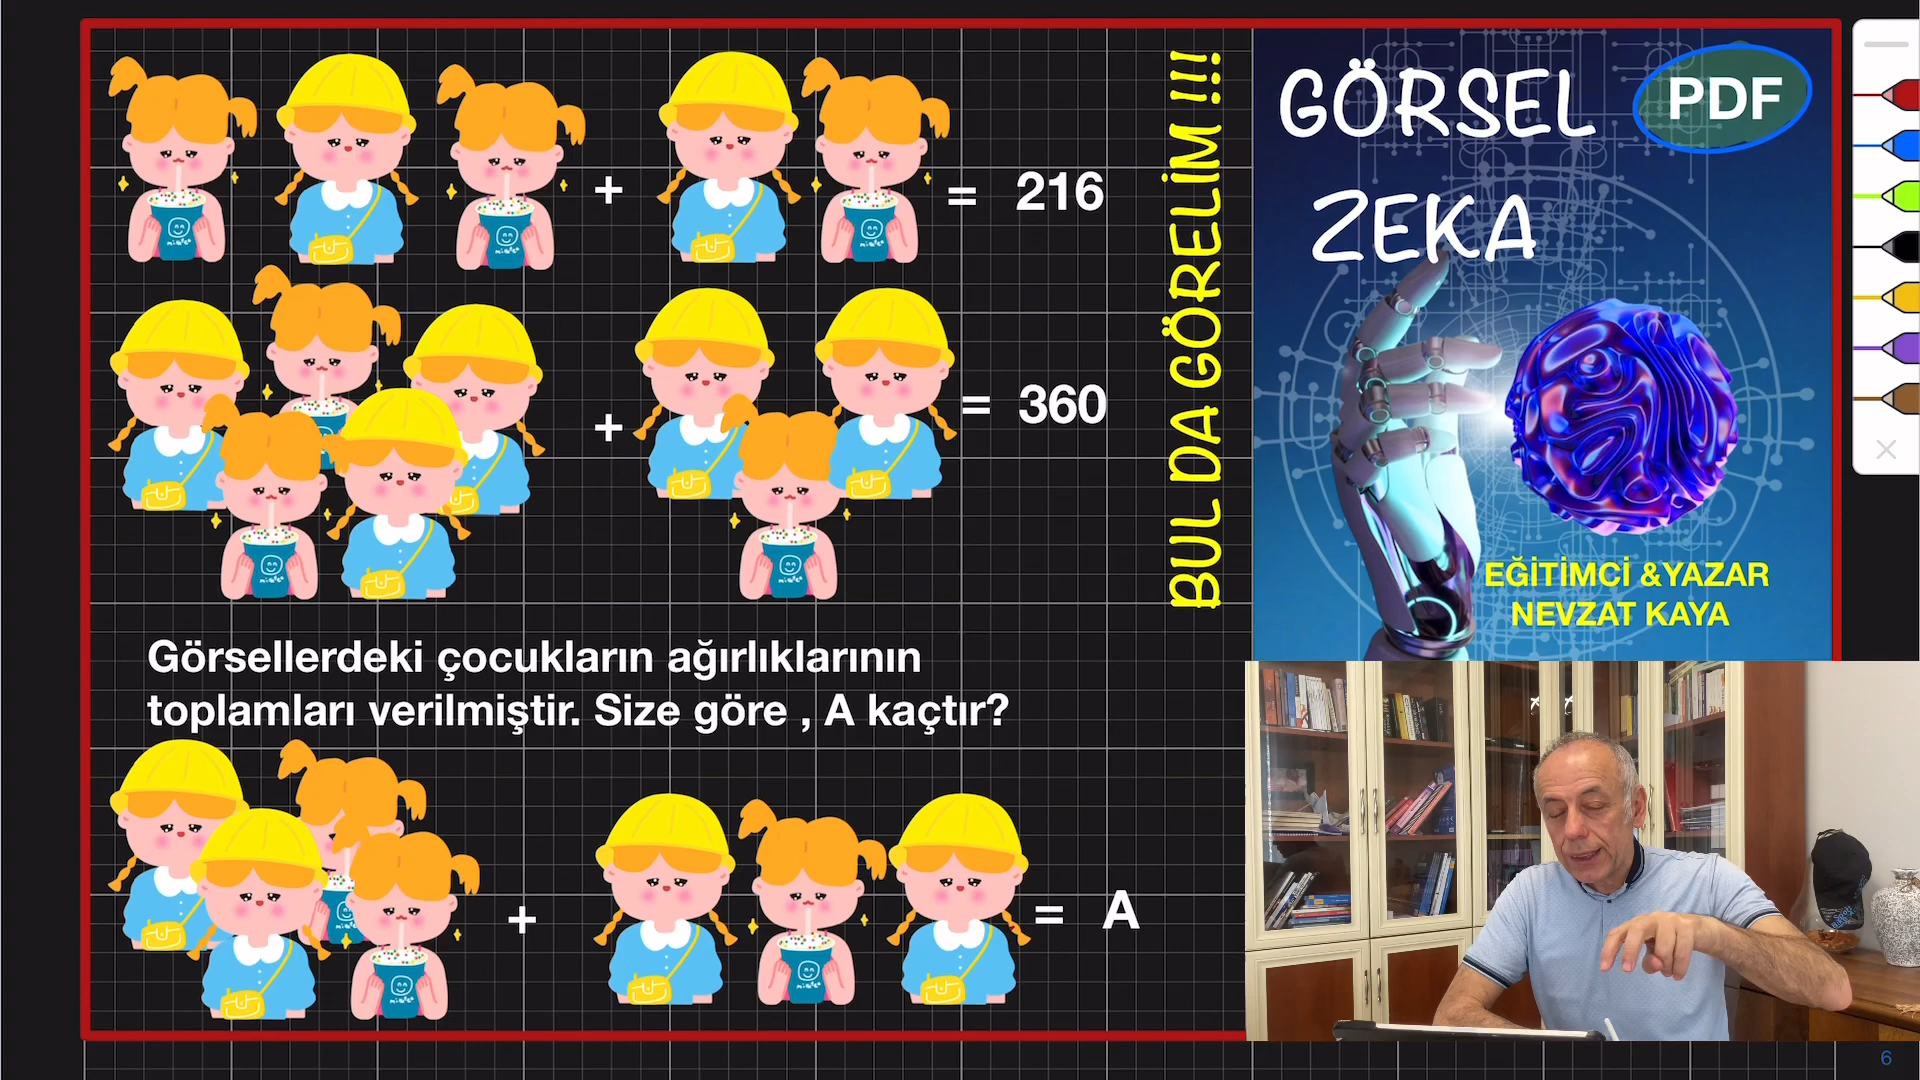 + = 216
+ = 360
BUL DA GÖRELİM !!!
GÖRSEL
ZEKA
PDF
EĞİTİMCİ &YAZAR
NEVZAT KAYA
Görsellerdeki çocukların ağırlıklarının
toplamları verilmiştir. Size göre , A kaçtır?
+ = A
6